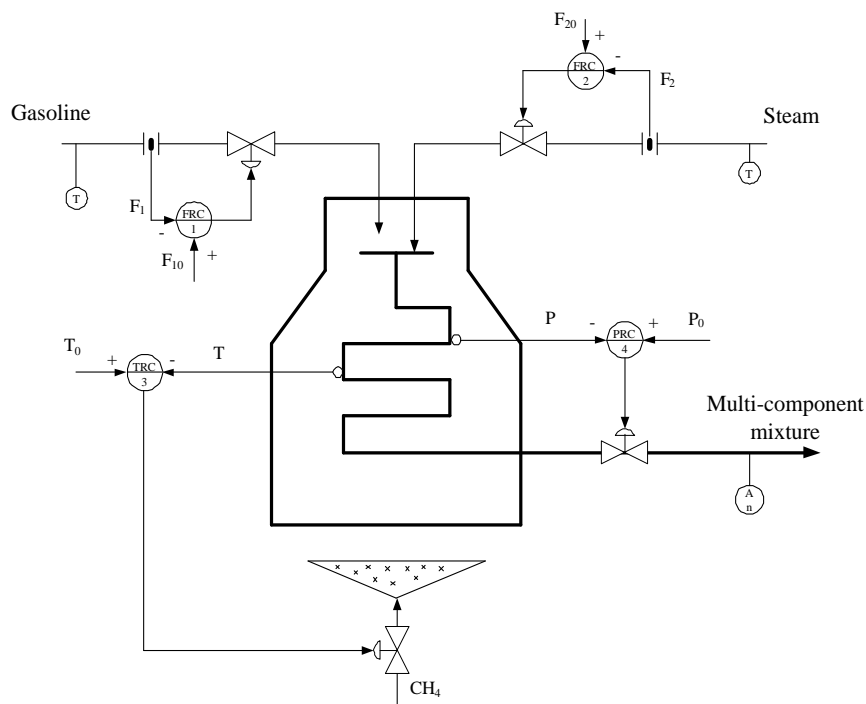 F20
+
FRC
2
-
F2
Gasoline
Steam
T
T
F1
-
FRC
1
+
F10
T0
+
TRC
3
-
T
P
-
PRC
4
+
P0
Multi-component
mixture
A
n
CH4